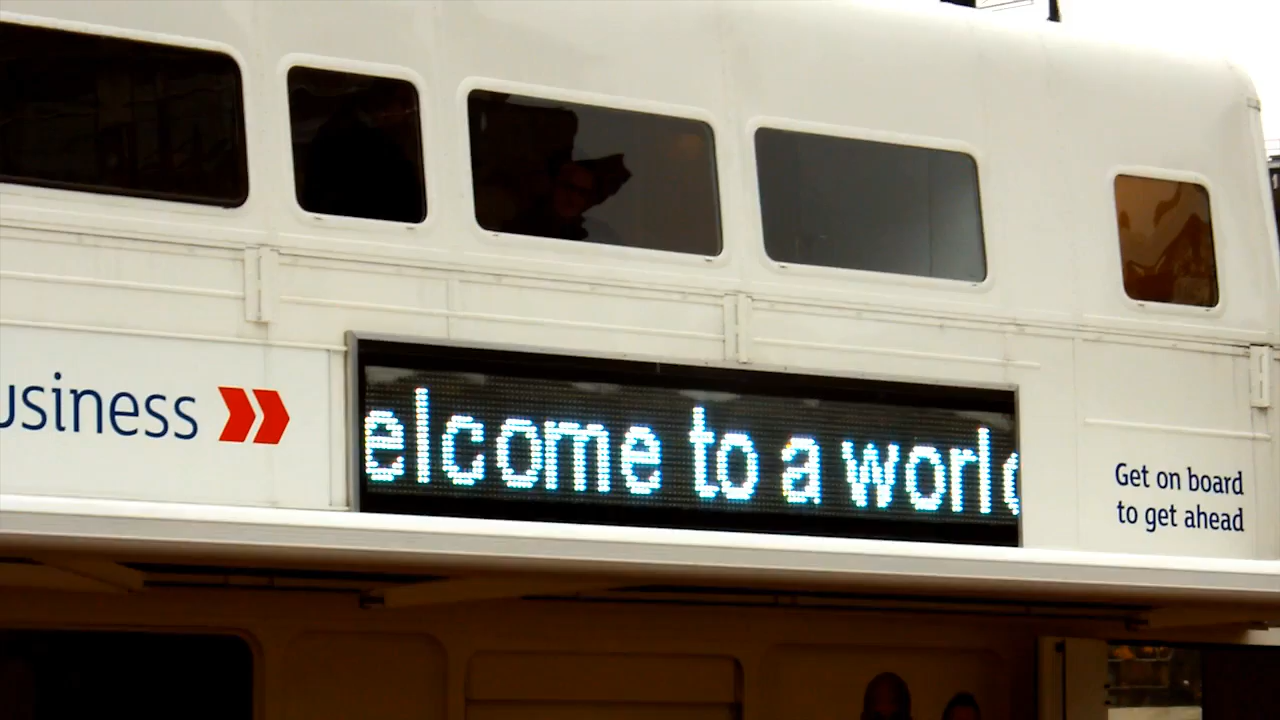 usiness
elcome to a worl
Get on board
to get ahead